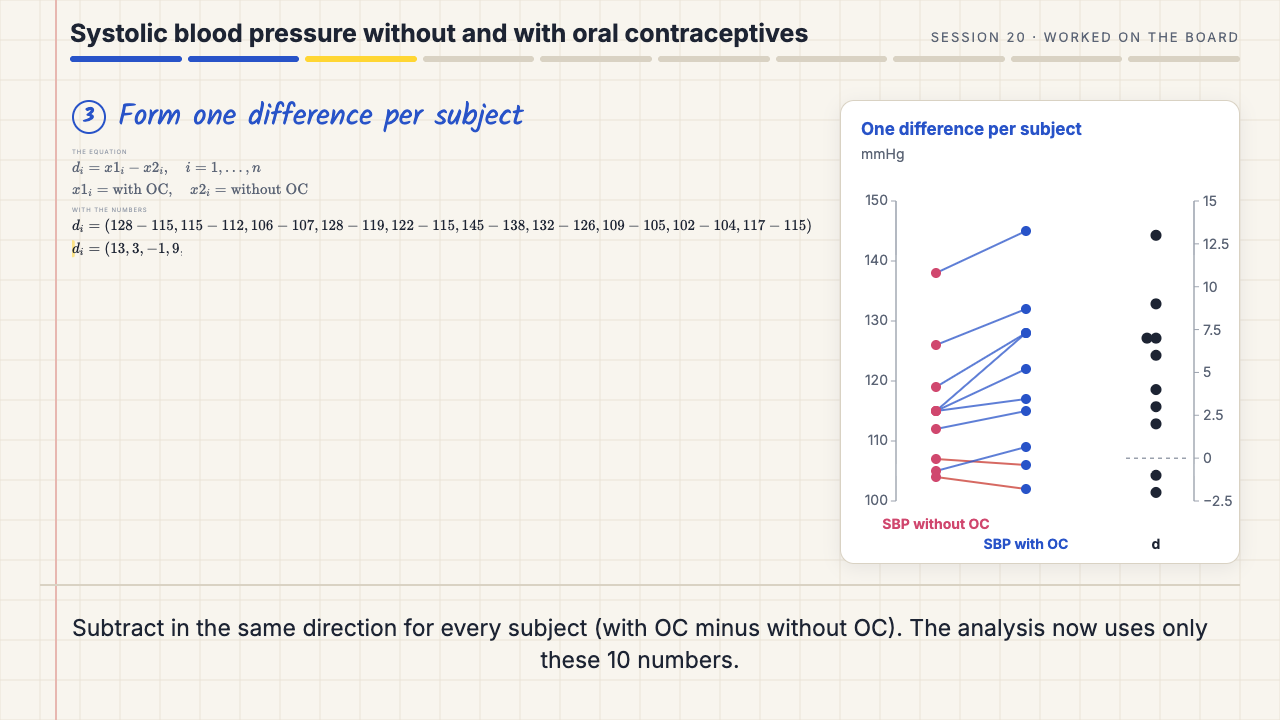 Systolic blood pressure without and with oral contraceptives
SESSION 20 · WORKED ON THE BOARD
3 Form one difference per subject
THE EQUATION
d_i = x1_i − x2_i, i = 1, …, n
x1_i = with OC, x2_i = without OC
WITH THE NUMBERS
d_i = (128 − 115, 115 − 112, 106 − 107, 128 − 119, 122 − 115, 145 − 138, 132 − 126, 109 − 105, 102 − 104, 117 − 115)
d_i = (13, 3, −1, 9
One difference per subject
mmHg
150
140
130
120
110
100
15
12.5
10
7.5
5
2.5
0
−2.5
SBP without OC
SBP with OC
d
Subtract in the same direction for every subject (with OC minus without OC). The analysis now uses only
these 10 numbers.